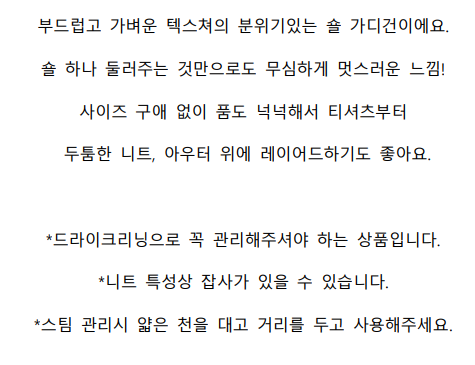 부드럽고 가벼운 텍스쳐의 분위기있는 숄 가디건이에요.
숄 하나 둘러주는 것만으로도 무심하게 멋스러운 느낌!
사이즈 구애 없이 품도 넉넉해서 티셔츠부터
두툼한 니트, 아우터 위에 레이어드하기도 좋아요.
*드라이크리닝으로 꼭 관리해주셔야 하는 상품입니다.
*니트 특성상 잡사가 있을 수 있습니다.
*스팀 관리시 얇은 천을 대고 거리를 두고 사용해주세요.